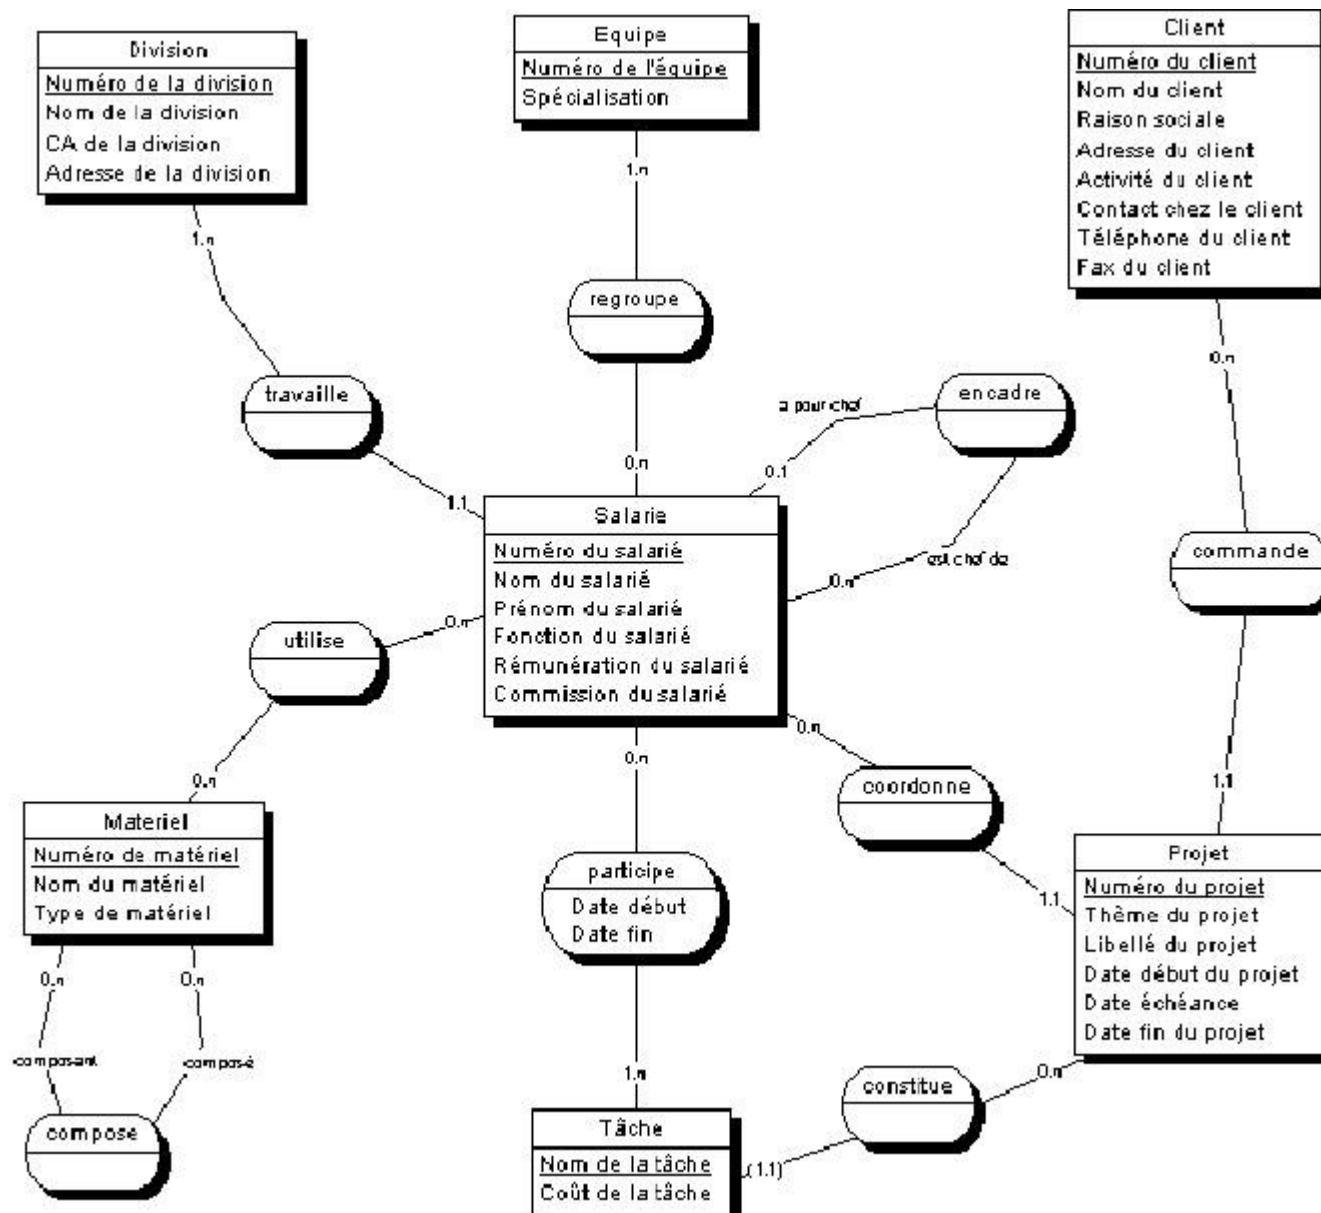 Division
Numéro de la division
Nom de la division
CA de la division
Adresse de la division
Equipe
Numéro de l'équipe
Spécialisation
Client
Numéro du client
Nom du client
Raison sociale
Adresse du client
Activité du client
Contact chez le client
Téléphone du client
Fax du client
1.n
1.n
0.n
regroupe
travaille
a pour chef
encadre
0.n
0.1
1.1
Salarie
Numéro du salarié
Nom du salarié
Prénom du salarié
Fonction du salarié
Rémunération du salarié
Commission du salarié
est chef de
0.n
commande
utilise
0.n
0.n
0.n
0.n
1.1
coordonne
Materiel
Numéro de matériel
Nom du matériel
Type de matériel
participe
Date début
Date fin
1.1
Projet
Numéro du projet
Thème du projet
Libellé du projet
Date début du projet
Date échéance
Date fin du projet
0.n
0.n
composant
composé
compose
1.n
constitue
0.n
Tâche
Nom de la tâche
Coût de la tâche
(1.1)